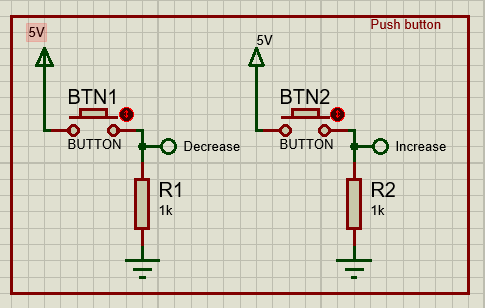 Push button
5V
5V
BTN1
BTN2
BUTTON
BUTTON
Decrease
Increase
R1
R2
1k
1k